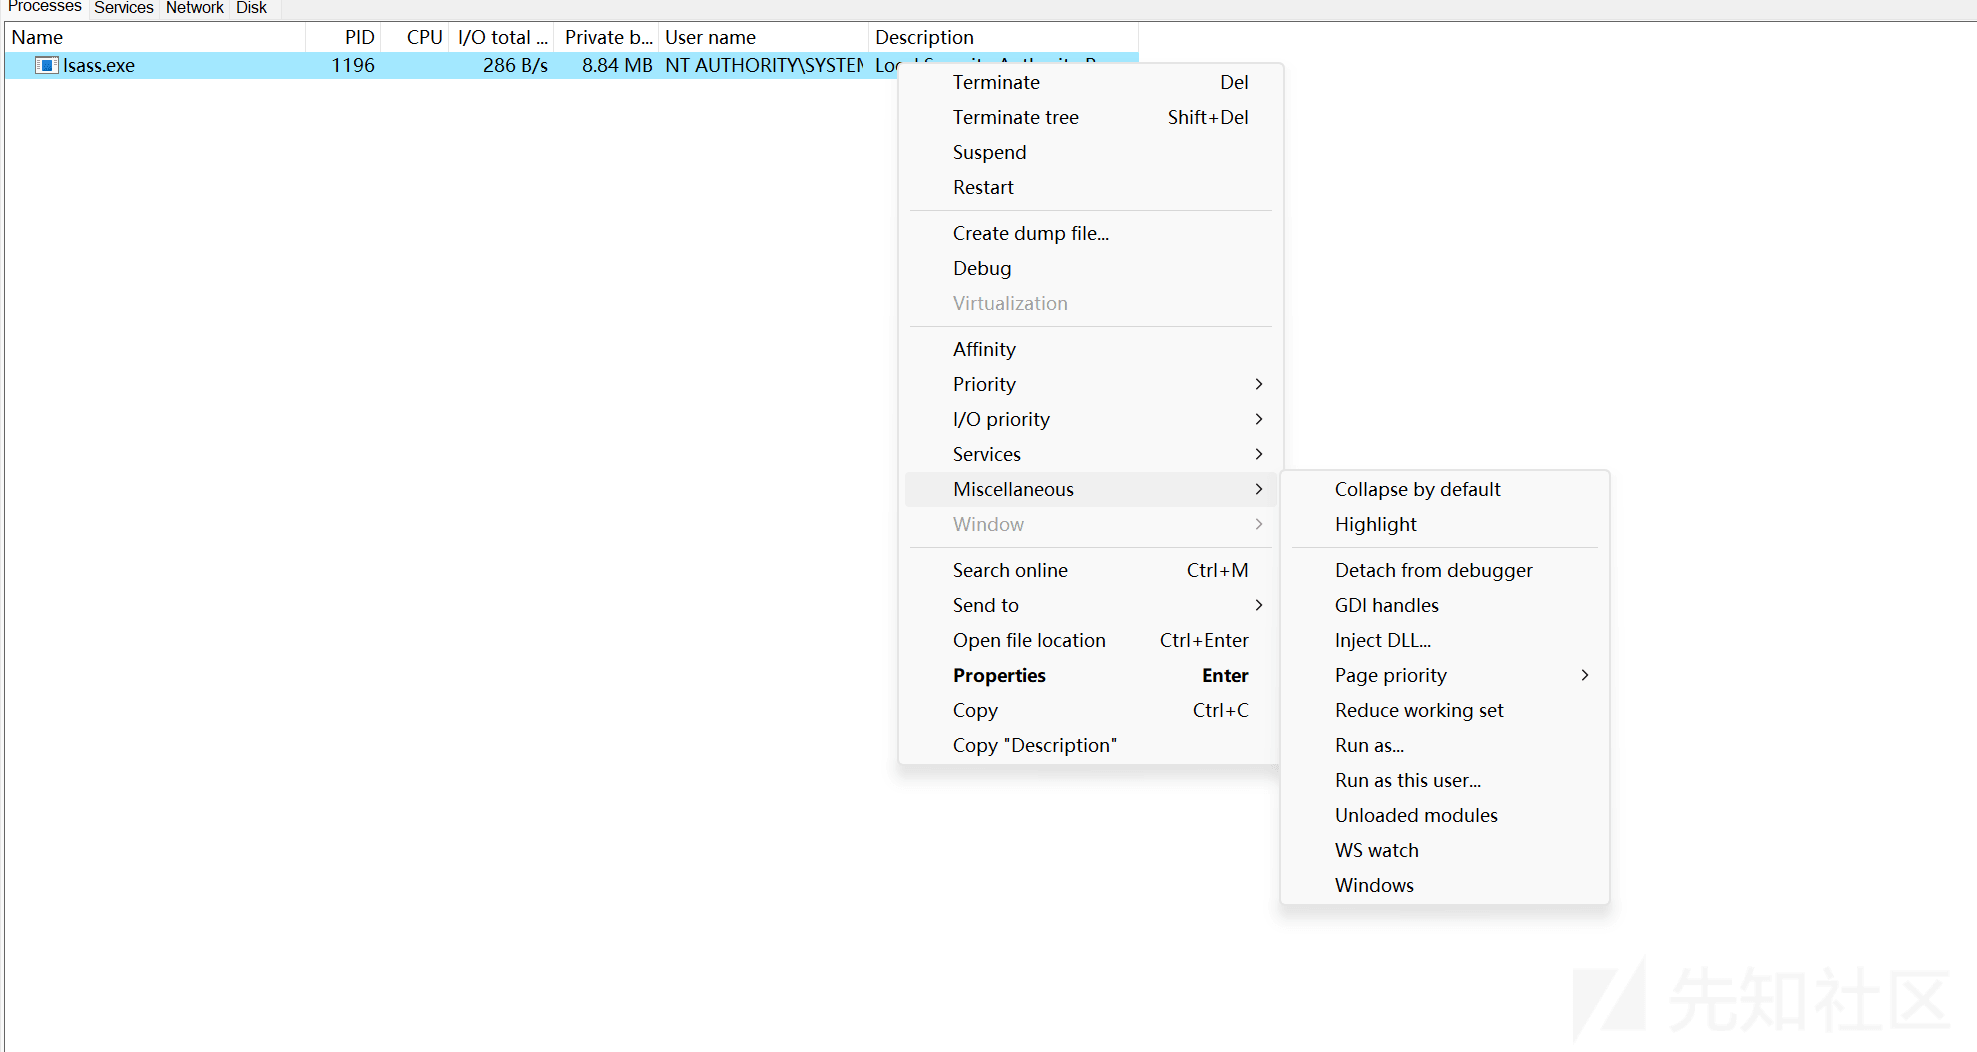 Processes Services Network Disk
Name PID CPU I/O total ... Private b... User name Description
lsass.exe 1196 286 B/s 8.84 MB NT AUTHORITY\SYSTEM
Terminate Del
Terminate tree Shift+Del
Suspend
Restart
Create dump file...
Debug
Virtualization
Affinity
Priority
I/O priority
Services
Miscellaneous
Window
Search online Ctrl+M
Send to
Open file location Ctrl+Enter
Properties Enter
Copy Ctrl+C
Copy "Description"
Collapse by default
Highlight
Detach from debugger
GDI handles
Inject DLL...
Page priority
Reduce working set
Run as...
Run as this user...
Unloaded modules
WS watch
Windows
先知社区